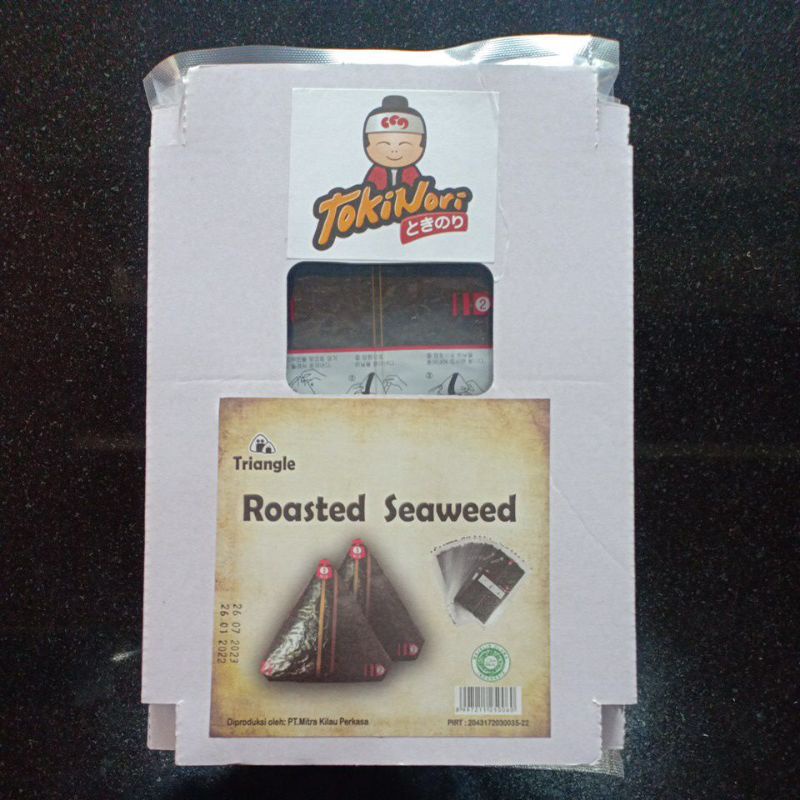 TOKiNori
ときのり
2
Triangle
Roasted Seaweed
26 07 2023
26 01 2022
Diproduksi oleh: PT.Mitra Kilau Perkasa
PIRT : 2043172030035-22